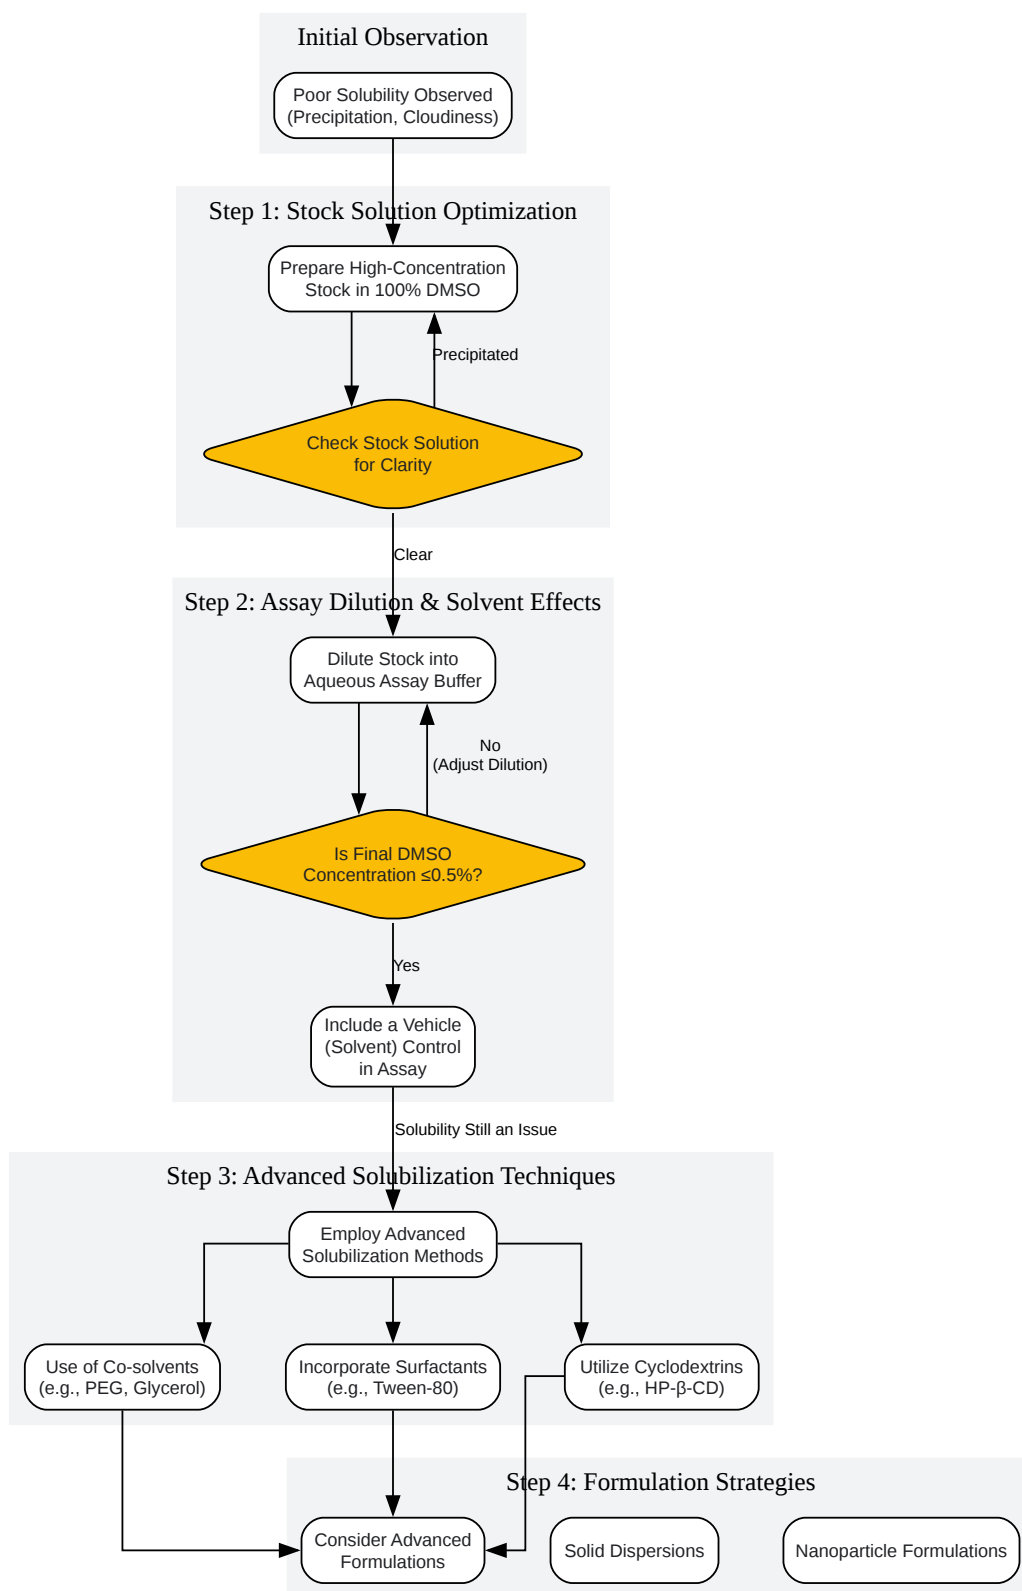 Initial Observation
Poor Solubility Observed
(Precipitation, Cloudiness)
Step 1: Stock Solution Optimization
Prepare High-Concentration
Stock in 100% DMSO
Precipitated
Check Stock Solution
for Clarity
Clear
Step 2: Assay Dilution & Solvent Effects
Dilute Stock into
Aqueous Assay Buffer
No
(Adjust Dilution)
Is Final DMSO
Concentration ≤0.5%?
Yes
Include a Vehicle
(Solvent) Control
in Assay
Solubility Still an Issue
Step 3: Advanced Solubilization Techniques
Employ Advanced
Solubilization Methods
Use of Co-solvents
(e.g., PEG, Glycerol)
Incorporate Surfactants
(e.g., Tween-80)
Utilize Cyclodextrins
(e.g., HP-β-CD)
Step 4: Formulation Strategies
Consider Advanced
Formulations
Solid Dispersions
Nanoparticle Formulations